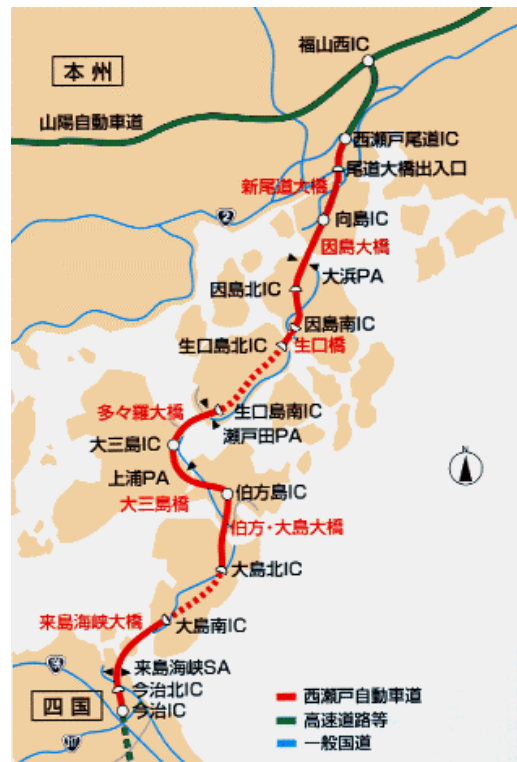 福山西IC
本州
山陽自動車道
西瀬戸尾道IC
尾道大橋出入口
新尾道大橋
2
向島IC
因島大橋
大浜PA
因島北IC
因島南IC
生口島北IC
生口橋
多々羅大橋
生口島南IC
瀬戸田PA
大三島IC
上浦PA
伯方島IC
大三島橋
伯方・大島大橋
N
大島北IC
来島海峡大橋
大島南IC
来島海峡SA
今治北IC
四国
今治IC
西瀬戸自動車道
高速道路等
一般国道